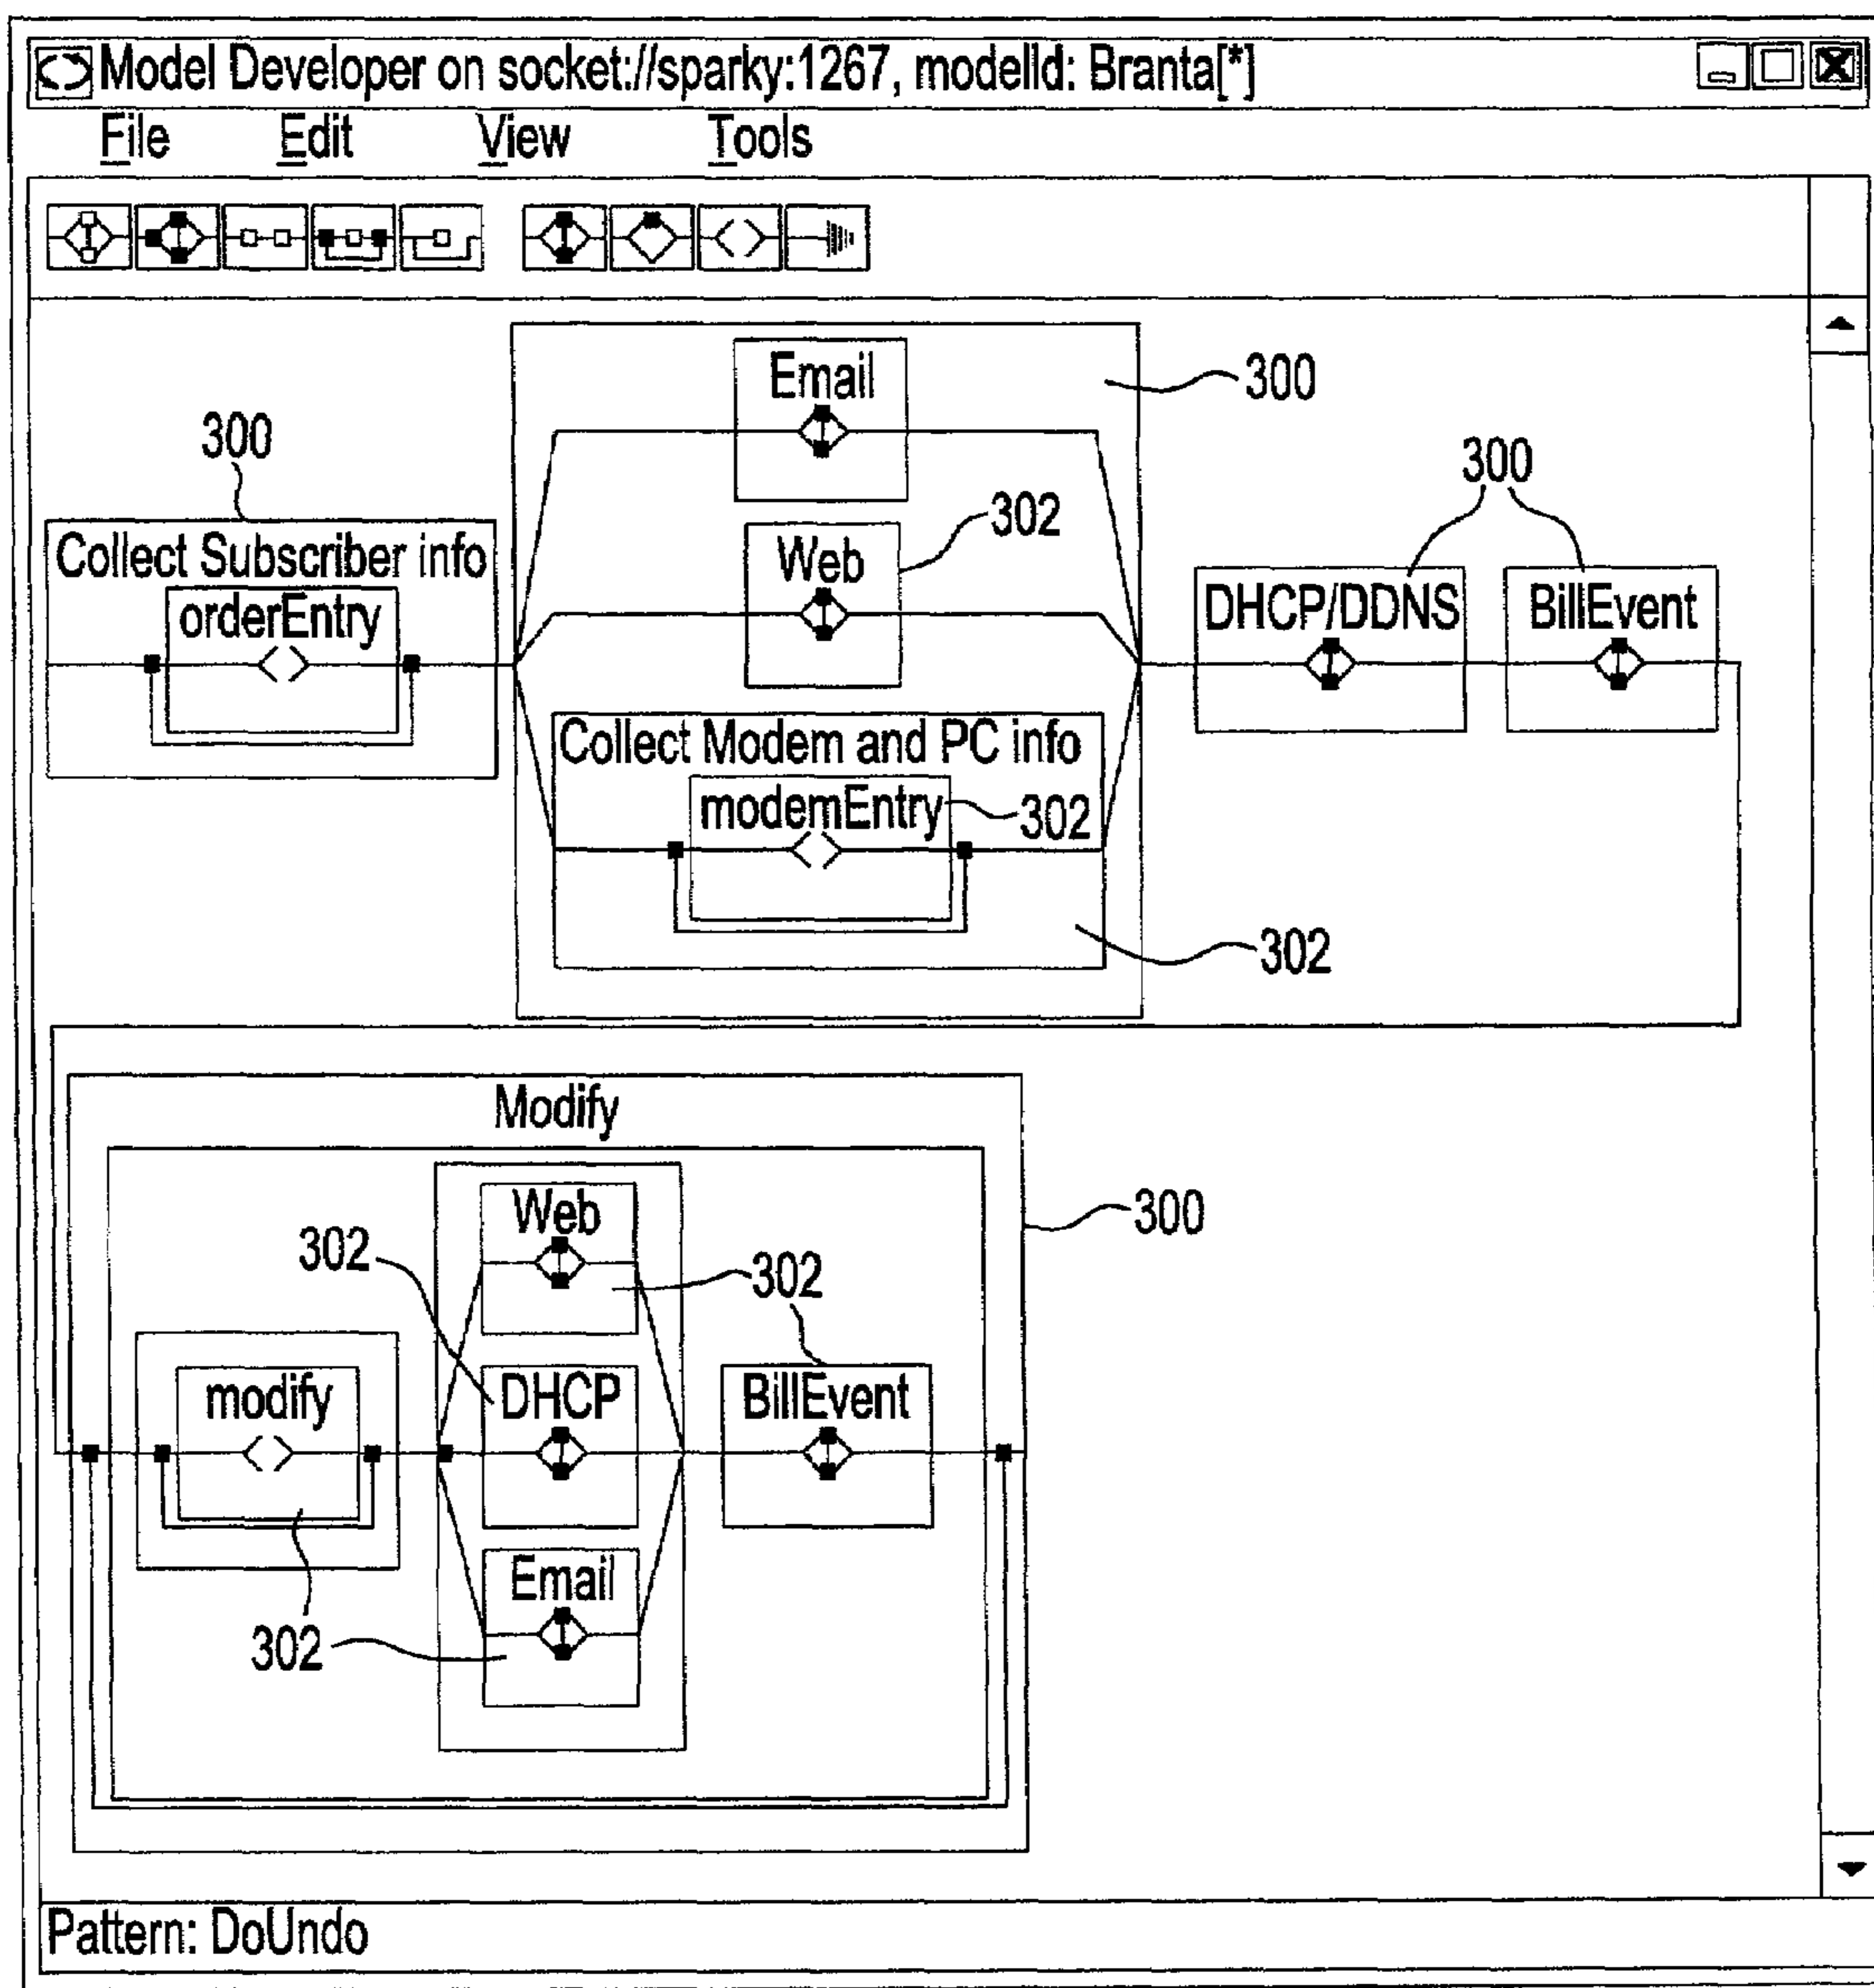 Model Developer on socket://sparky:1267, modelId: Branta[*]
File Edit View Tools
Email
300
300
300
302
Collect Subscriber info
Web
DHCP/DDNS
BillEvent
orderEntry
Collect Modem and PC info
modemEntry
302
302
Modify
Web
300
302
302
modify
DHCP
BillEvent
Email
302
Pattern: DoUndo